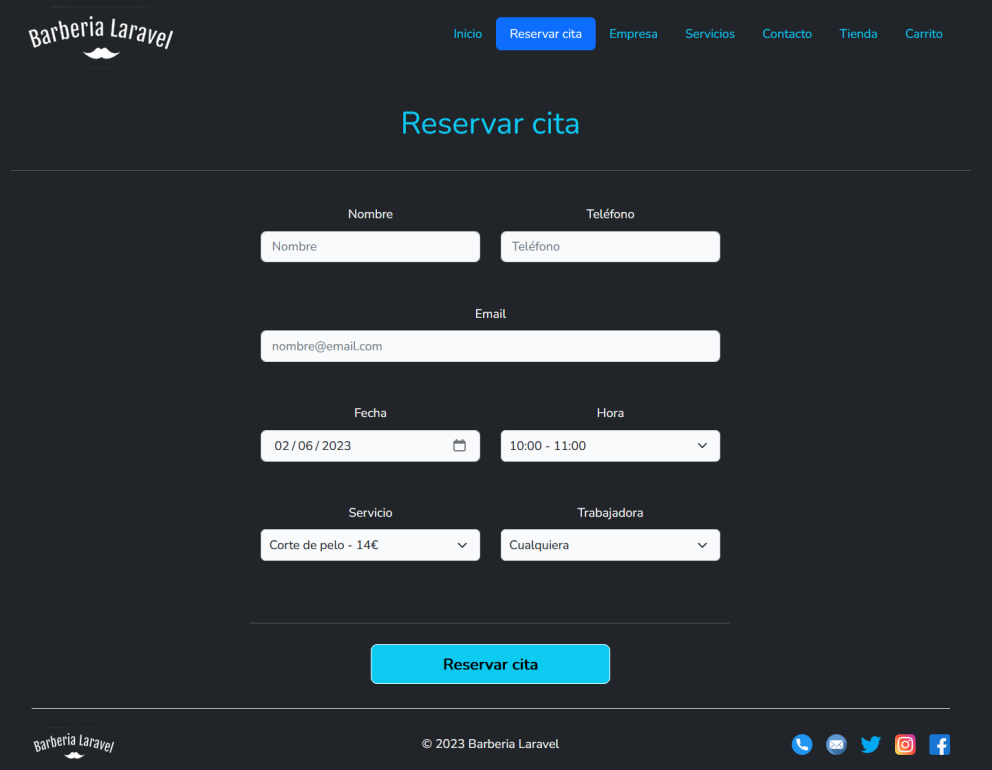 Barberia Laravel
Inicio Reservar cita Empresa Servicios Contacto Tienda Carrito
Reservar cita
Nombre Teléfono
Nombre Teléfono
Email
nombre@email.com
Fecha Hora
02/06/2023 10:00 - 11:00
Servicio Trabajadora
Corte de pelo - 14€ Cualquiera
Reservar cita
Barberia Laravel © 2023 Barberia Laravel